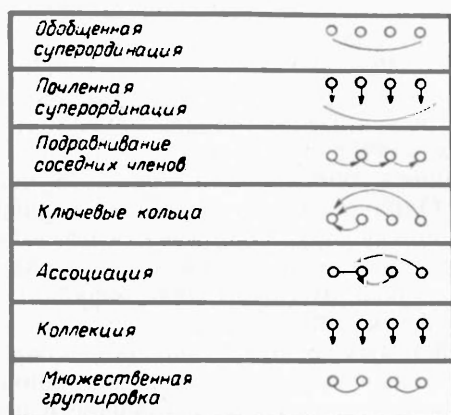 Обобщенная
суперординация
Почленная
суперординация
Подравнивание
соседних членов
Ключевые кольца
Ассоциация
Коллекция
Множественная
группировка